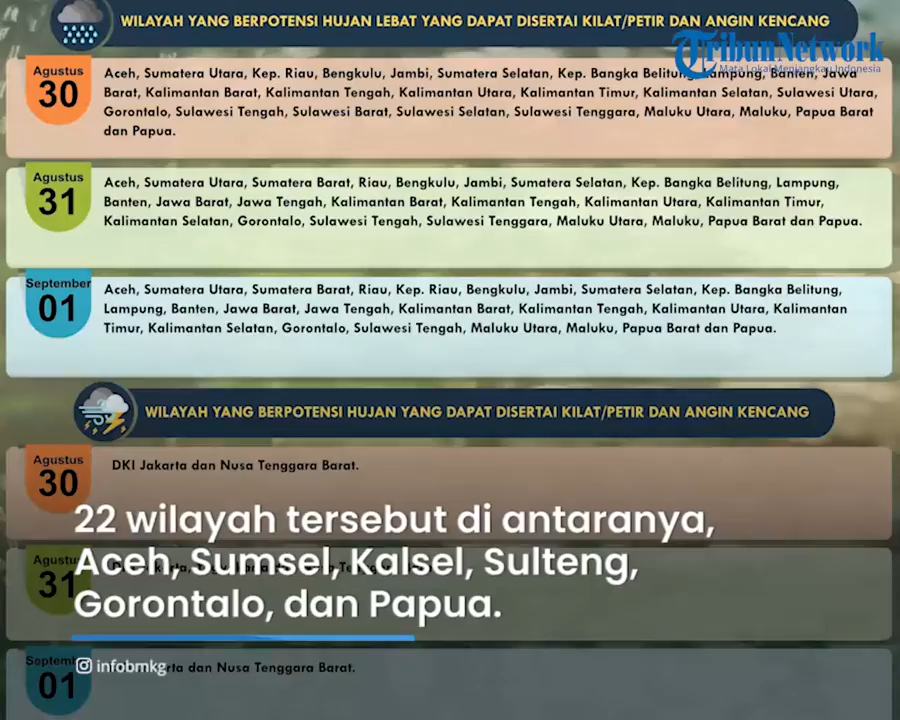 WILAYAH YANG BERPOTENSI HUJAN LEBAT YANG DAPAT DISERTAI KILAT/PETIR DAN ANGIN KENCANG
Tribun Network
Mata Lokal Menjangkau Indonesia
Agustus
30
Aceh, Sumatera Utara, Kep. Riau, Bengkulu, Jambi, Sumatera Selatan, Kep. Bangka Belitung, Lampung, Banten, Jawa
Barat, Kalimantan Barat, Kalimantan Tengah, Kalimantan Utara, Kalimantan Timur, Kalimantan Selatan, Sulawesi Utara,
Gorontalo, Sulawesi Tengah, Sulawesi Barat, Sulawesi Selatan, Sulawesi Tenggara, Maluku Utara, Maluku, Papua Barat
dan Papua.
Agustus
31
Aceh, Sumatera Utara, Sumatera Barat, Riau, Bengkulu, Jambi, Sumatera Selatan, Kep. Bangka Belitung, Lampung,
Banten, Jawa Barat, Jawa Tengah, Kalimantan Barat, Kalimantan Tengah, Kalimantan Utara, Kalimantan Timur,
Kalimantan Selatan, Gorontalo, Sulawesi Tengah, Sulawesi Tenggara, Maluku Utara, Maluku, Papua Barat dan Papua.
September
01
Aceh, Sumatera Utara, Sumatera Barat, Riau, Kep. Riau, Bengkulu, Jambi, Sumatera Selatan, Kep. Bangka Belitung,
Lampung, Banten, Jawa Barat, Jawa Tengah, Kalimantan Barat, Kalimantan Tengah, Kalimantan Utara, Kalimantan
Timur, Kalimantan Selatan, Gorontalo, Sulawesi Tengah, Maluku Utara, Maluku, Papua Barat dan Papua.
WILAYAH YANG BERPOTENSI HUJAN YANG DAPAT DISERTAI KILAT/PETIR DAN ANGIN KENCANG
Agustus
30
DKI Jakarta dan Nusa Tenggara Barat.
22 wilayah tersebut di antaranya,
Agustus
31
Aceh, Sumsel, Kalsel, Sulteng,
Gorontalo, dan Papua.
September
01
infobmkg
dan Nusa Tenggara Barat.